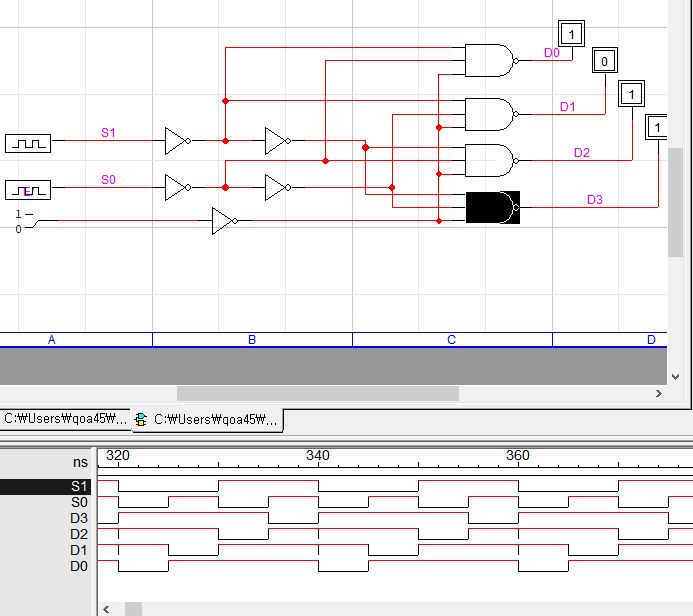 1
D0
0
D1
1
S1
1
D2
S0
E
D3
1
0
A B C D
C:₩Users₩qoa45₩... C:₩Users₩qoa45₩...
ns 320 340 360
S1
S0
D3
D2
D1
D0